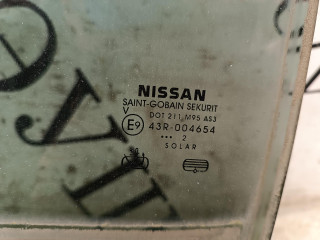 NISSAN
SAINT-GOBAIN SEKURIT
V DOT 211 M95 AS3
E9 43R-004654
••• 2
SOLAR